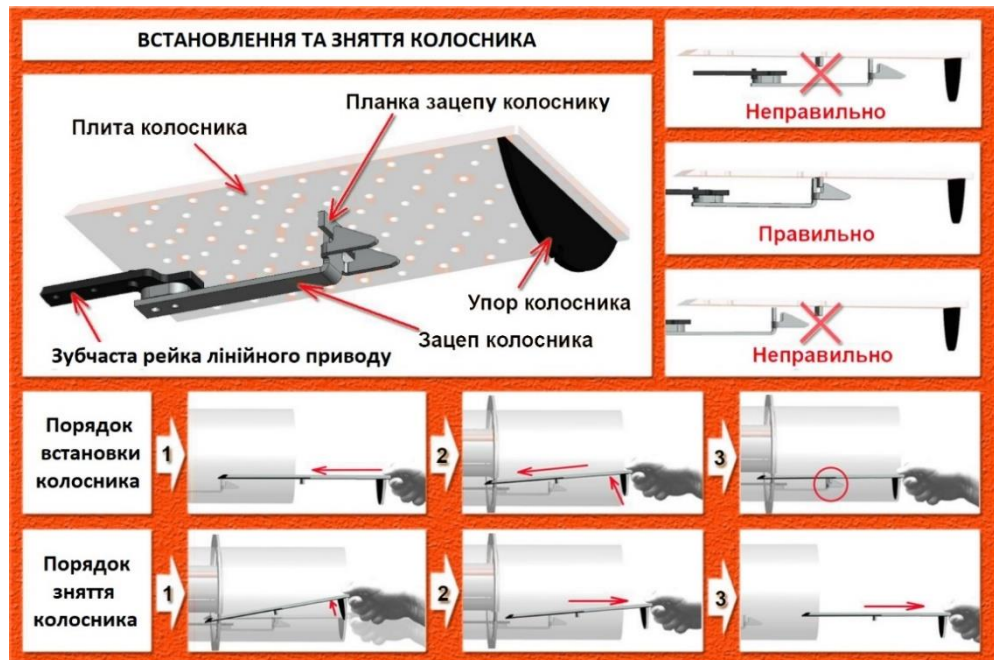 ВСТАНОВЛЕННЯ ТА ЗНЯТТЯ КОЛОСНИКА
Планка зацепу колоснику
Плита колосника
Упор колосника
Зацеп колосника
Зубчаста рейка лінійного приводу
Неправильно
Правильно
Неправильно
Порядок
встановки
колосника
1
2
3
Порядок
зняття
колосника
1
2
3